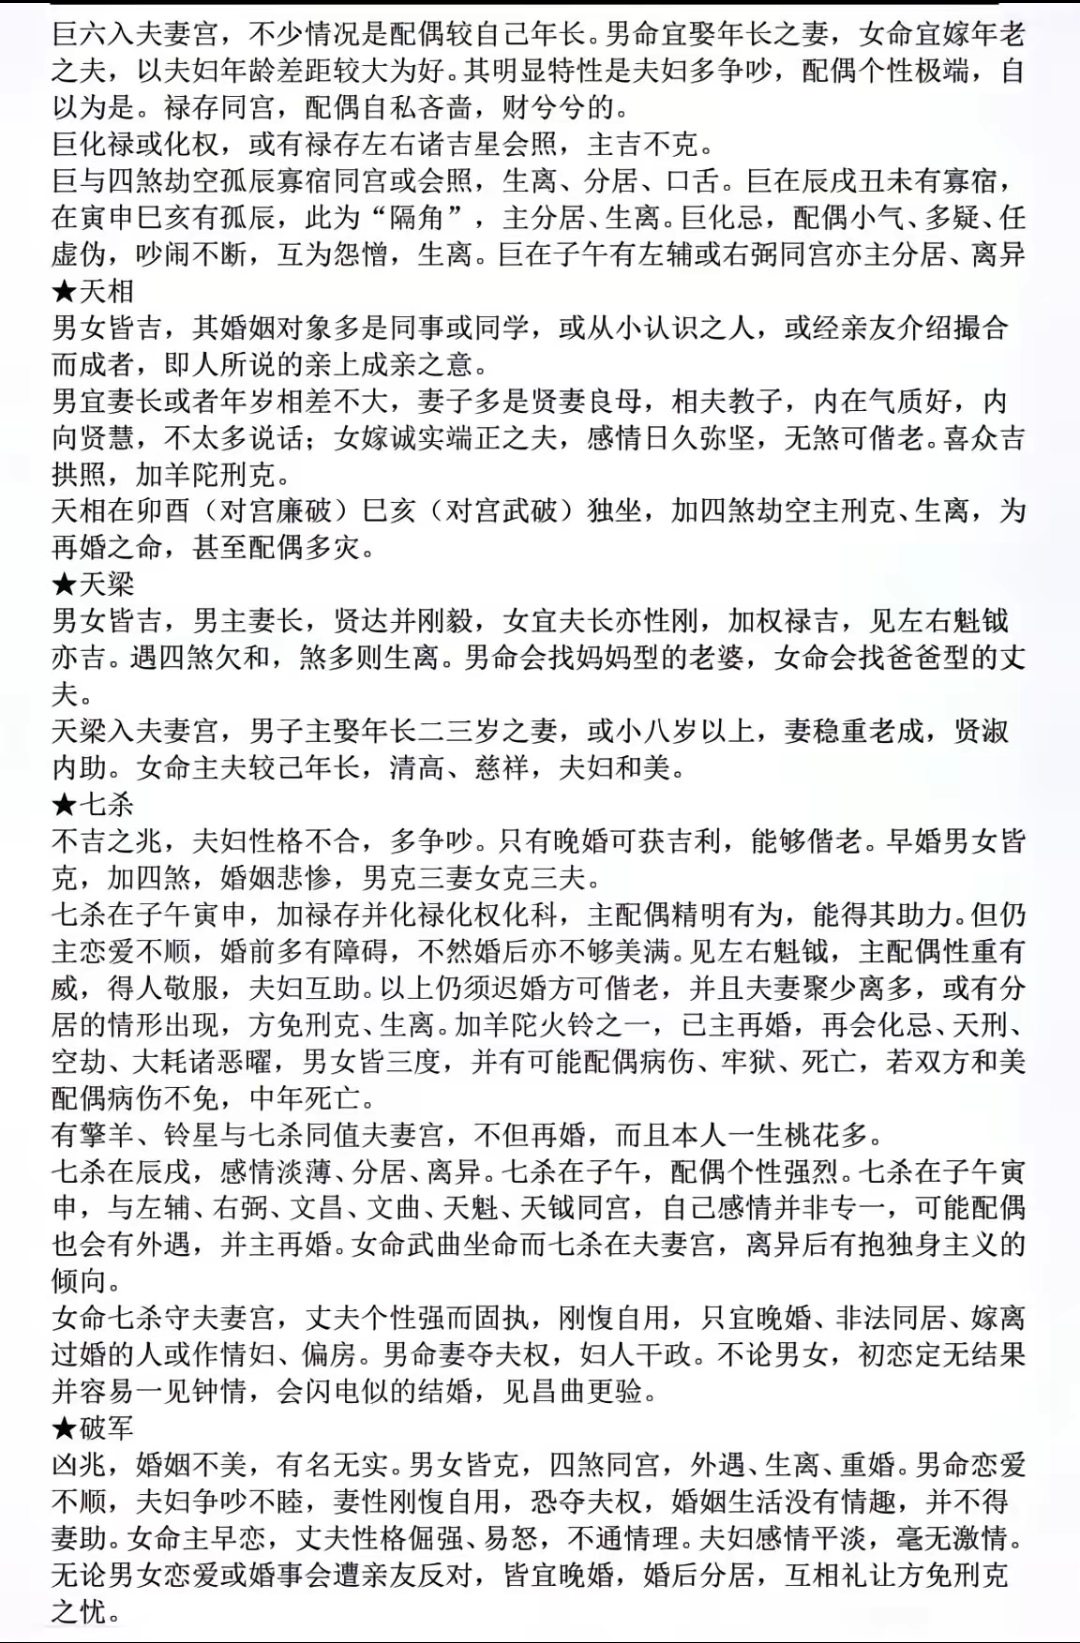 巨六入夫妻宫，不少情况是配偶较自己年长。男命宜娶年长之妻，女命宜嫁年老
之夫，以夫妇年龄差距较大为好。其明显特性是夫妇多争吵，配偶个性极端，自
以为是。禄存同宫，配偶自私吝啬，财兮兮的。
巨化禄或化权，或有禄存左右诸吉星会照，主吉不克。
巨与四煞劫空孤辰寡宿同宫或会照，生离、分居、口舌。巨在辰戌丑未有寡宿，
在寅申巳亥有孤辰，此为“隔角”，主分居、生离。巨化忌，配偶小气、多疑、任
虚伪，吵闹不断，互为怨憎，生离。巨在子午有左辅或右弼同宫亦主分居、离异
★天相
男女皆吉，其婚姻对象多是同事或同学，或从小认识之人，或经亲友介绍撮合
而成者，即人所说的亲上成亲之意。
男宜妻长或者年岁相差不大，妻子多是贤妻良母，相夫教子，内在气质好，内
向贤慧，不太多说话；女嫁诚实端正之夫，感情日久弥坚，无煞可偕老。喜众吉
拱照，加羊陀刑克。
天相在卯酉（对宫廉破）巳亥（对宫武破）独坐，加四煞劫空主刑克、生离，为
再婚之命，甚至配偶多灾。
★天梁
男女皆吉，男主妻长，贤达并刚毅，女宜夫长亦性刚，加权禄吉，见左右魁钺
亦吉。遇四煞欠和，煞多则生离。男命会找妈妈型的老婆，女命会找爸爸型的丈
夫。
天梁入夫妻宫，男子主娶年长二三岁之妻，或小八岁以上，妻稳重老成，贤淑
内助。女命主夫较己年长，清高、慈祥，夫妇和美。
★七杀
不吉之兆，夫妇性格不合，多争吵。只有晚婚可获吉利，能够偕老。早婚男女皆
克，加四煞，婚姻悲惨，男克三妻女克三夫。
七杀在子午寅申，加禄存并化禄化权化科，主配偶精明有为，能得其助力。但仍
主恋爱不顺，婚前多有障碍，不然婚后亦不够美满。见左右魁钺，主配偶性重有
威，得人敬服，夫妇互助。以上仍须迟婚方可偕老，并且夫妻聚少离多，或有分
居的情形出现，方免刑克、生离。加羊陀火铃之一，已主再婚，再会化忌、天刑、
空劫、大耗诸恶曜，男女皆三度，并有可能配偶病伤、牢狱、死亡，若双方和美
配偶病伤不免，中年死亡。
有擎羊、铃星与七杀同值夫妻宫，不但再婚，而且本人一生桃花多。
七杀在辰戌，感情淡薄、分居、离异。七杀在子午，配偶个性强烈。七杀在子午寅
申，与左辅、右弼、文昌、文曲、天魁、天钺同宫，自己感情并非专一，可能配偶
也会有外遇，并主再婚。女命武曲坐命而七杀在夫妻宫，离异后有抱独身主义的
倾向。
女命七杀守夫妻宫，丈夫个性强而固执，刚愎自用，只宜晚婚、非法同居、嫁离
过婚的人或作情妇、偏房。男命妻夺夫权，妇人干政。不论男女，初恋定无结果
并容易一见钟情，会闪电似的结婚，见昌曲更验。
★破军
凶兆，婚姻不美，有名无实。男女皆克，四煞同宫，外遇、生离、重婚。男命恋爱
不顺，夫妇争吵不睦，妻性刚愎自用，恐夺夫权，婚姻生活没有情趣，并不得
妻助。女命主早恋，丈夫性格倔强、易怒，不通情理。夫妇感情平淡，毫无激情。
无论男女恋爱或婚事会遭亲友反对，皆宜晚婚，婚后分居，互相礼让方免刑克
之忧。